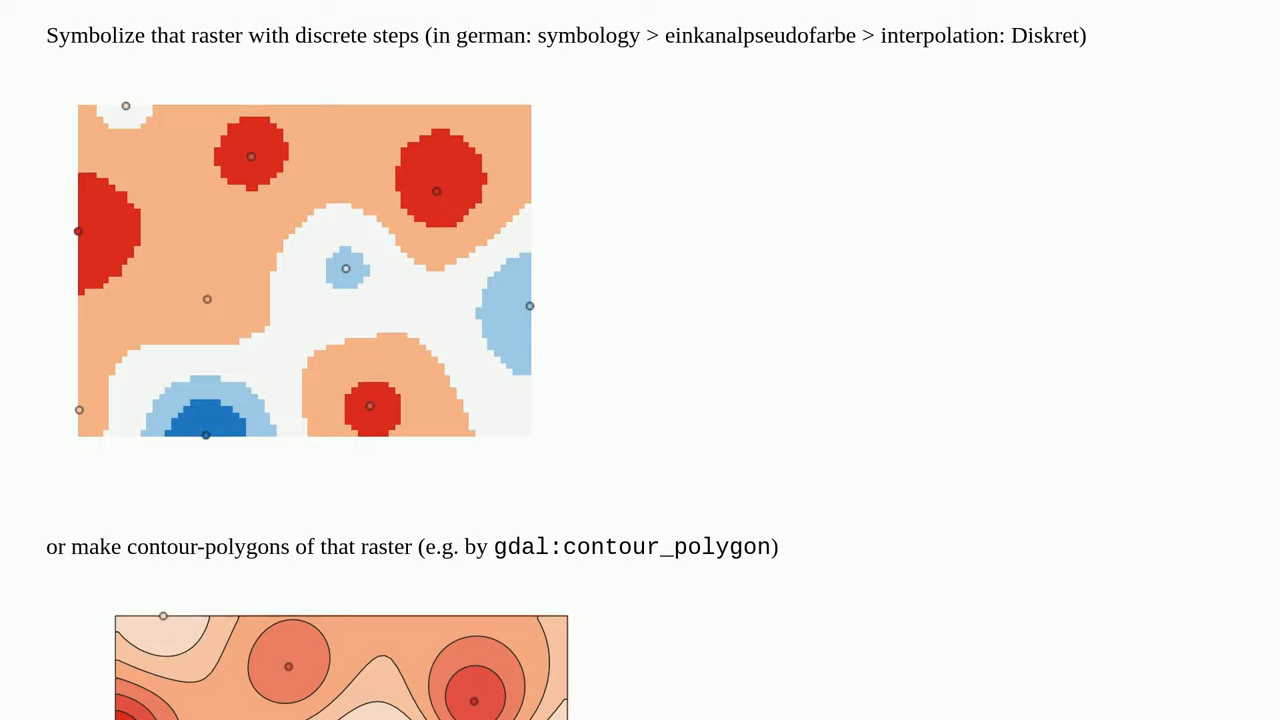 Symbolize that raster with discrete steps (in german: symbology > einkanalpseudofarbe > interpolation: Diskret)
or make contour-polygons of that raster (e.g. by gdal:contour_polygon)